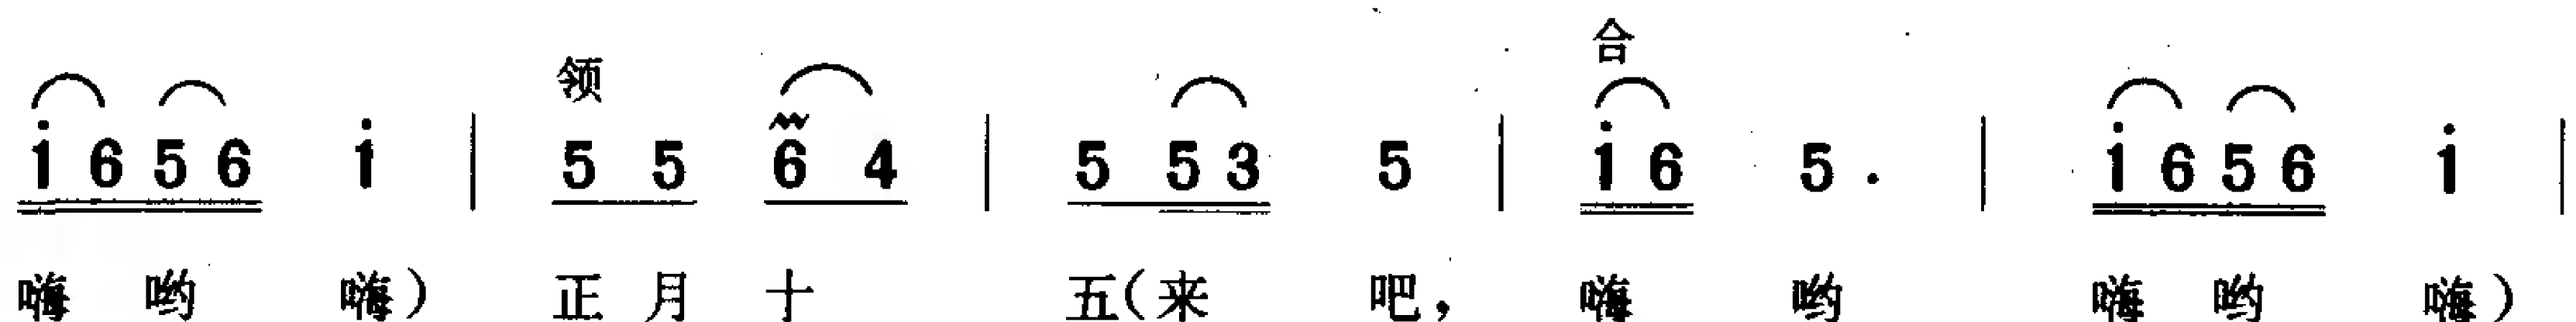 领 合
i 6 5 6 i | 5 5 6 4 | 5 5 3 5 | i 6 5 . | i 6 5 6 i |
嗨 哟 嗨） 正 月 十 五（来 吧， 嗨 哟 嗨 哟 嗨）